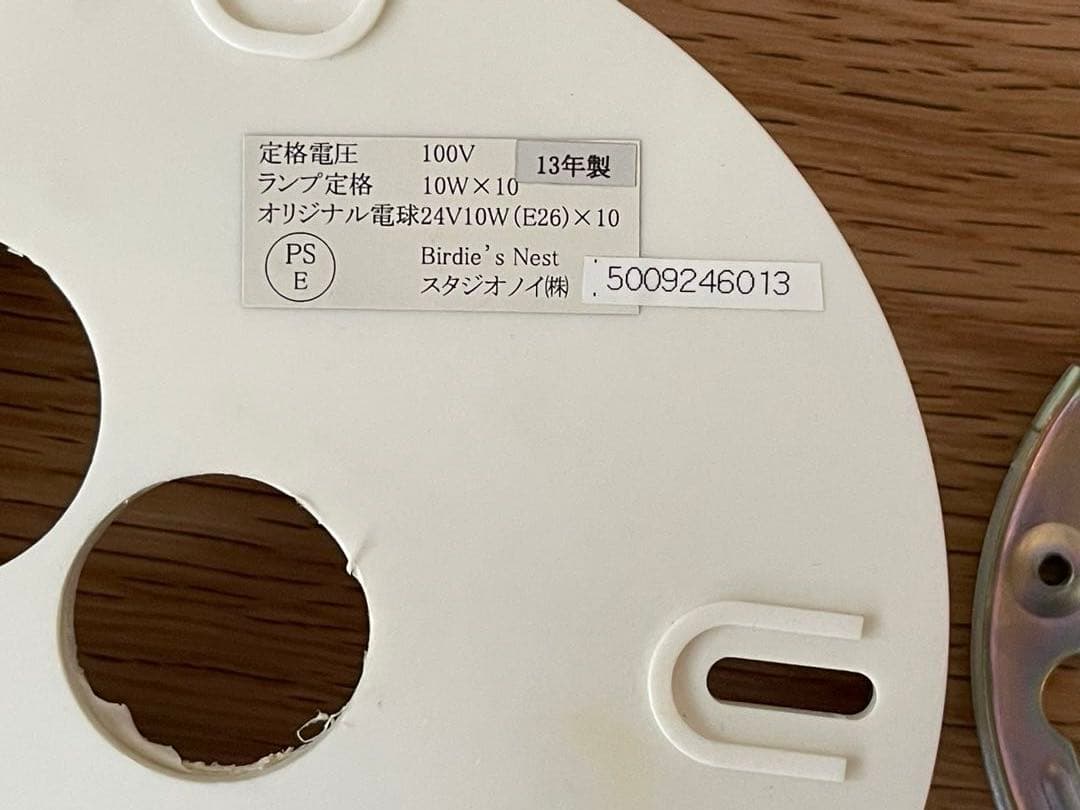 定格電圧 100V 13年製
ランプ定格 10W×10
オリジナル電球24V10W(E26)×10
PS
E
Birdie's Nest
スタジオノイ㈱ 5009246013